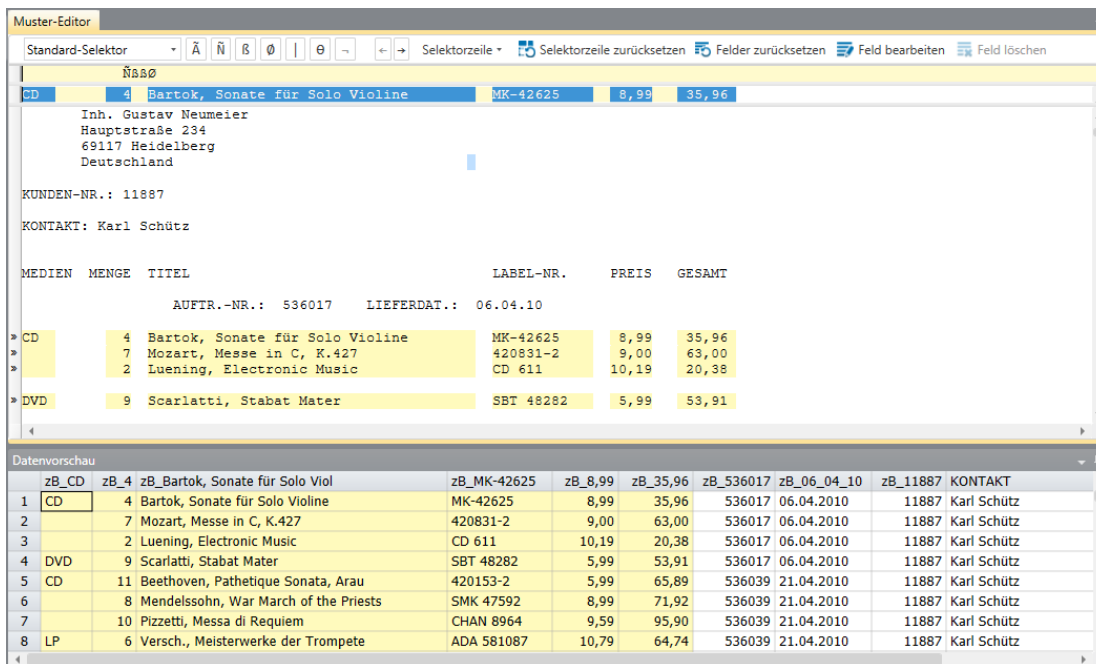 Muster-Editor
Standard-Selektor Ã Ñ ß Ø | ɵ ¬ ← → Selektorzeile Selektorzeile zurücksetzen Felder zurücksetzen Feld bearbeiten Feld löschen
ÑßßØ
CD 4 Bartok, Sonate für Solo Violine MK-42625 8,99 35,96
Inh. Gustav Neumeier
Hauptstraße 234
69117 Heidelberg
Deutschland
KUNDEN-NR.: 11887
KONTAKT: Karl Schütz
MEDIEN MENGE TITEL LABEL-NR. PREIS GESAMT
AUFTR.-NR.: 536017 LIEFERDAT.: 06.04.10
» CD 4 Bartok, Sonate für Solo Violine MK-42625 8,99 35,96
» 7 Mozart, Messe in C, K.427 420831-2 9,00 63,00
» 2 Luening, Electronic Music CD 611 10,19 20,38
» DVD 9 Scarlatti, Stabat Mater SBT 48282 5,99 53,91
Datenvorschau
zB_CD zB_4 zB_Bartok, Sonate für Solo Viol zB_MK-42625 zB_8,99 zB_35,96 zB_536017 zB_06_04_10 zB_11887 KONTAKT
1 CD 4 Bartok, Sonate für Solo Violine MK-42625 8,99 35,96 536017 06.04.2010 11887 Karl Schütz
2 7 Mozart, Messe in C, K.427 420831-2 9,00 63,00 536017 06.04.2010 11887 Karl Schütz
3 2 Luening, Electronic Music CD 611 10,19 20,38 536017 06.04.2010 11887 Karl Schütz
4 DVD 9 Scarlatti, Stabat Mater SBT 48282 5,99 53,91 536017 06.04.2010 11887 Karl Schütz
5 CD 11 Beethoven, Pathetique Sonata, Arau 420153-2 5,99 65,89 536039 21.04.2010 11887 Karl Schütz
6 8 Mendelssohn, War March of the Priests SMK 47592 8,99 71,92 536039 21.04.2010 11887 Karl Schütz
7 10 Pizzetti, Messa di Requiem CHAN 8964 9,59 95,90 536039 21.04.2010 11887 Karl Schütz
8 LP 6 Versch., Meisterwerke der Trompete ADA 581087 10,79 64,74 536039 21.04.2010 11887 Karl Schütz